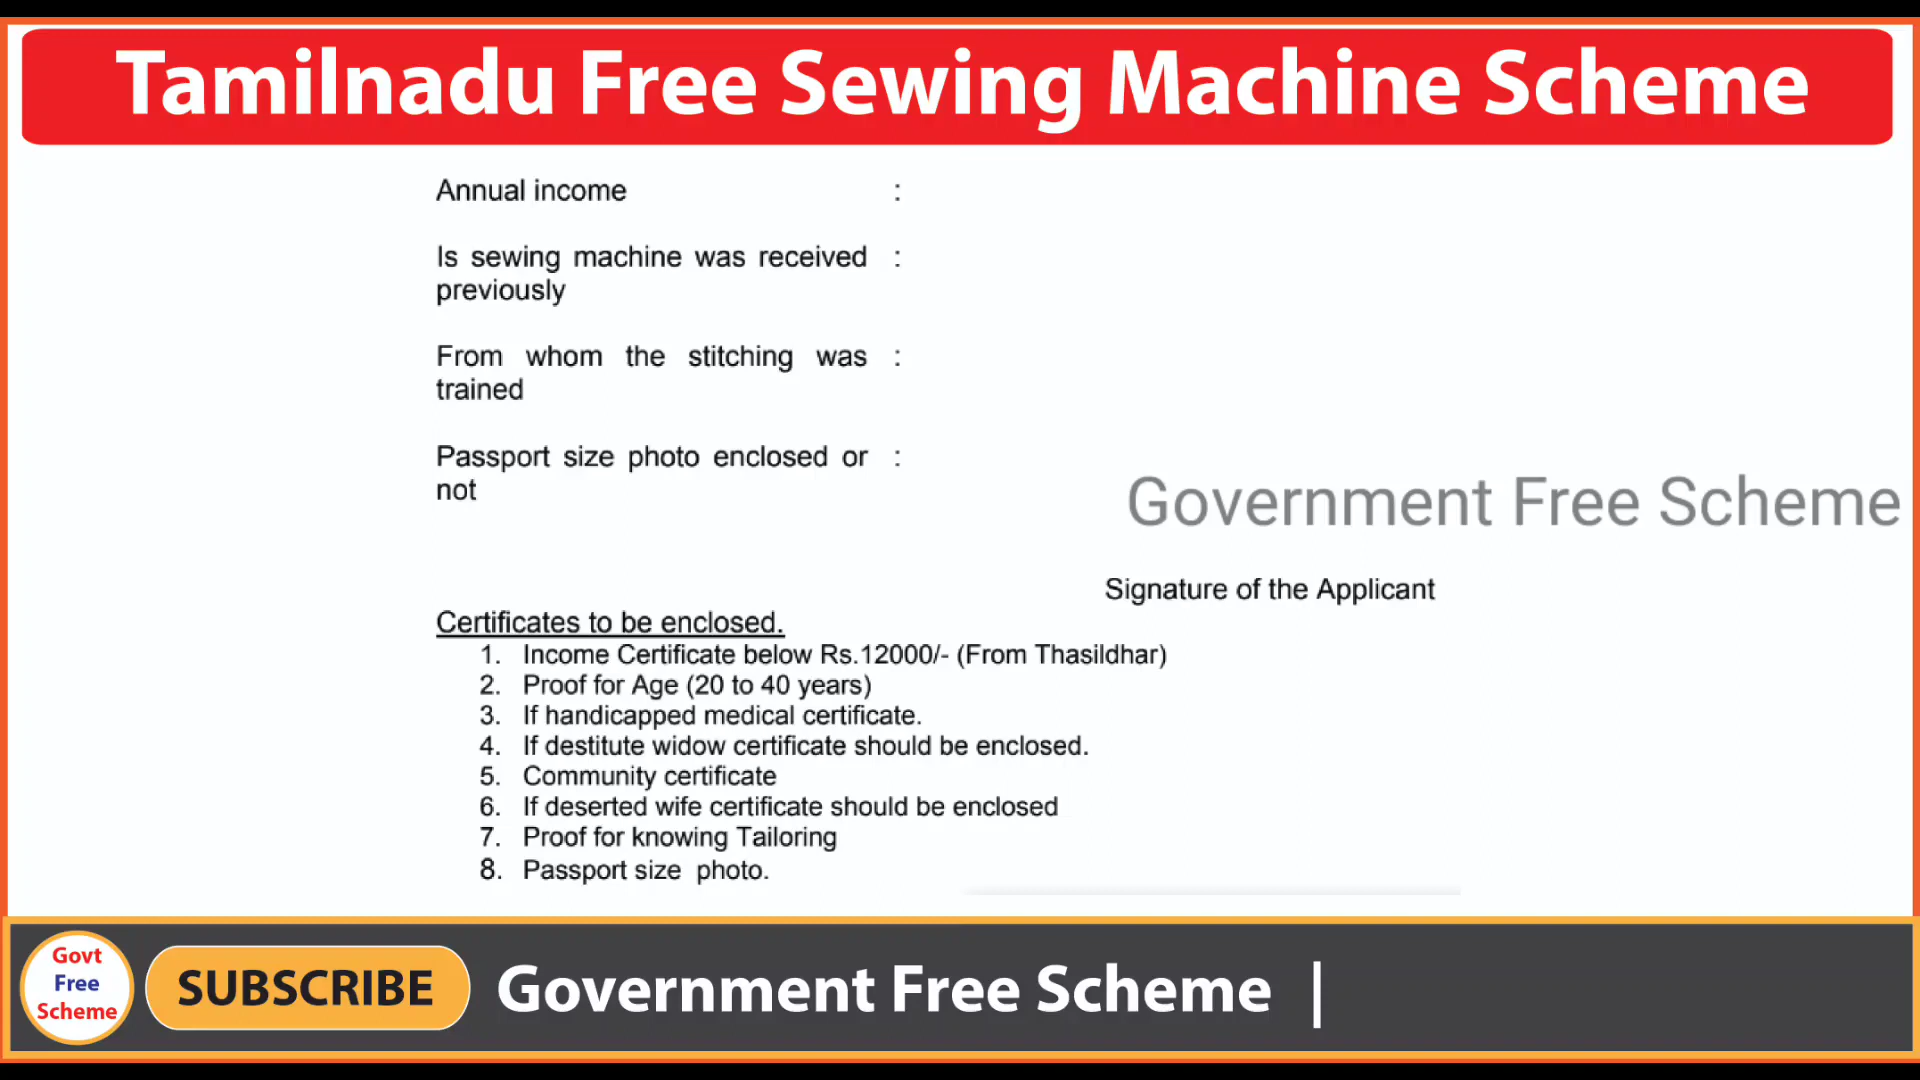 Tamilnadu Free Sewing Machine Scheme
Annual income :
Is sewing machine was received :
previously
From whom the stitching was :
trained
Passport size photo enclosed or :
not
Government Free Scheme
Signature of the Applicant
Certificates to be enclosed.
1. Income Certificate below Rs.12000/- (From Thasildhar)
2. Proof for Age (20 to 40 years)
3. If handicapped medical certificate.
4. If destitute widow certificate should be enclosed.
5. Community certificate
6. If deserted wife certificate should be enclosed
7. Proof for knowing Tailoring
8. Passport size photo.
Govt
Free
Scheme
SUBSCRIBE
Government Free Scheme |